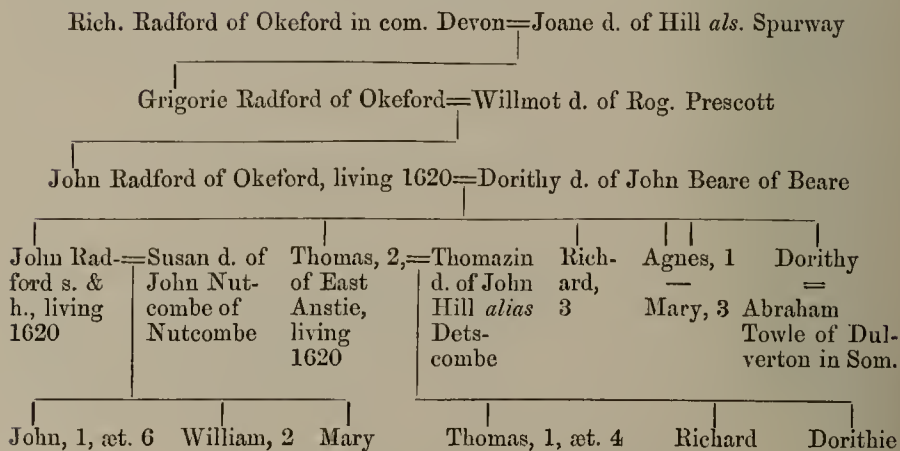 Rich. Radford of Okeford in com. Devon=Joane d. of Hill als. Spurway
Grigorie Radford of Okeford=Willmot d. of Rog. Prescott
John Radford of Okeford, living 1620=Dorithy d. of John Beare of Beare
John Rad-
ford s. &
h., living
1620
=Susan d. of
John Nut-
combe of
Nutcombe
Thomas, 2,
of East
Anstie,
living
1620
=Thomazin
d. of John
Hill alias
Dets-
combe
Rich-
ard,
3
Agnes, 1
—
Mary, 3
Dorithy
=
Abraham
Towle of Dul-
verton in Som.
John, 1, æt. 6 William, 2 Mary
Thomas, 1, æt. 4 Richard Dorithie